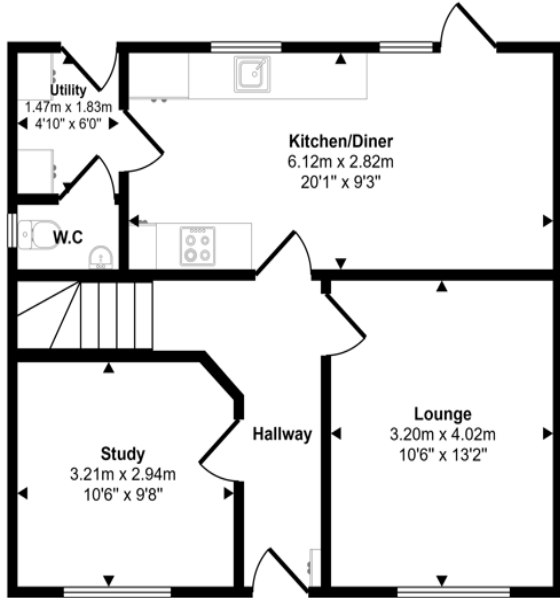 Utility
1.47m x 1.83m
4'10" x 6'0"
Kitchen/Diner
6.12m x 2.82m
20'1" x 9'3"
W.C
Hallway
Lounge
3.20m x 4.02m
10'6" x 13'2"
Study
3.21m x 2.94m
10'6" x 9'8"